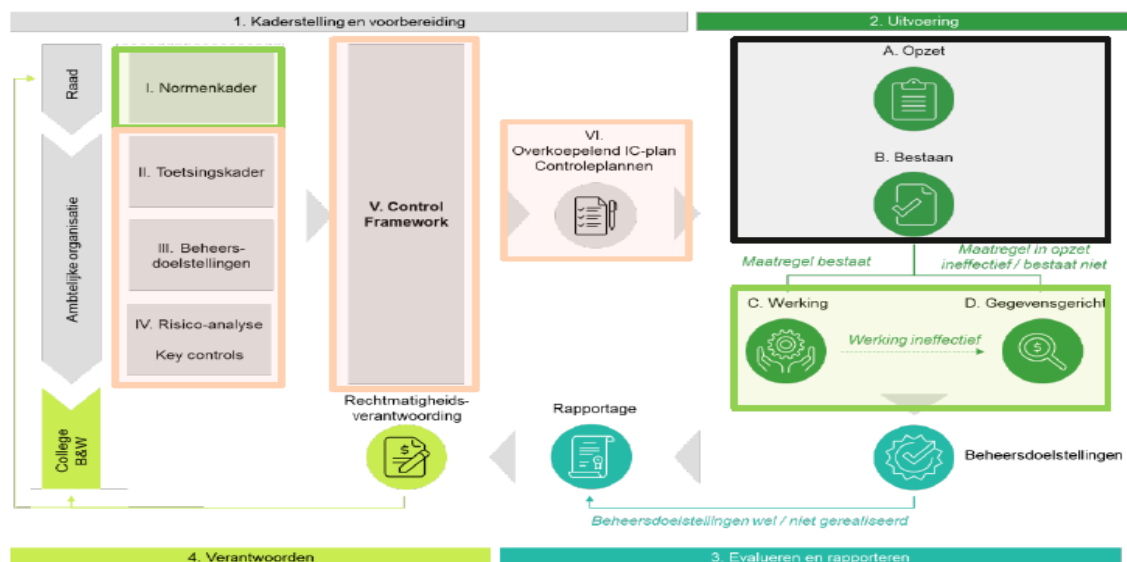 1. Kaderstelling en voorbereiding
2. Uitvoering
Raad
Ambtelijke organisatie
College
B&W
I. Normenkader
II. Toetsingskader
III. Beheers-
doelstellingen
IV. Risico-analyse
Key controls
V. Control
Framework
VI.
Overkoepelend IC-plan
Controleplannen
A. Opzet
B. Bestaan
Maatregel bestaat
Maatregel in opzet
ineffectief / bestaat niet
C. Werking
D. Gegevensgericht
Werking ineffectief
Rechtmatigheids-
verantwoording
Rapportage
Beheersdoelstellingen
Beheersdoelstellingen wel / niet gerealiseerd
4. Verantwoorden
3. Evalueren en rapporteren